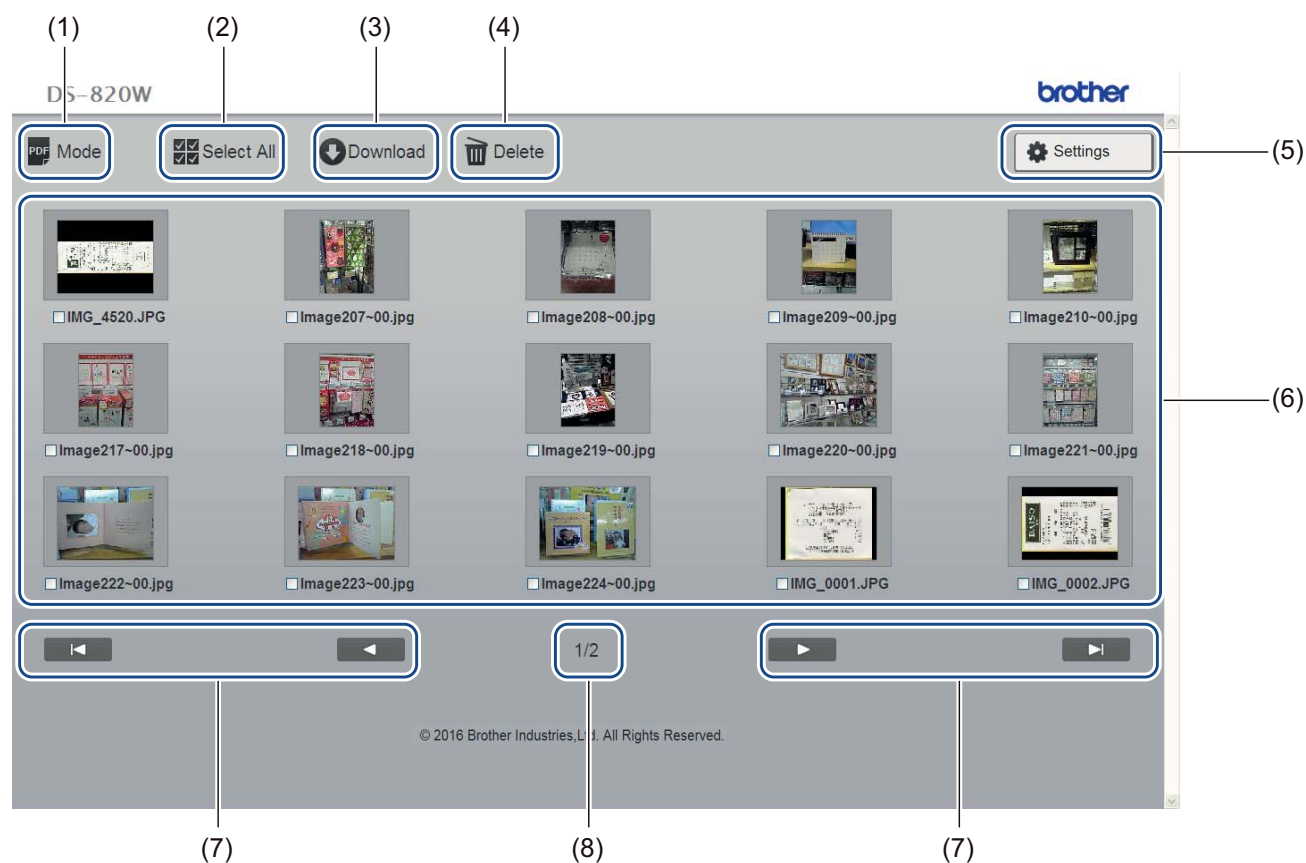 (1) (2) (3) (4)
DS-820W brother
PDF Mode Select All Download Delete Settings (5)
IMG_4520.JPG Image207~00.jpg Image208~00.jpg Image209~00.jpg Image210~00.jpg
(6)
Image217~00.jpg Image218~00.jpg Image219~00.jpg Image220~00.jpg Image221~00.jpg
Image222~00.jpg Image223~00.jpg Image224~00.jpg IMG_0001.JPG IMG_0002.JPG
1/2
© 2016 Brother Industries,Ltd. All Rights Reserved.
(7) (8) (7)